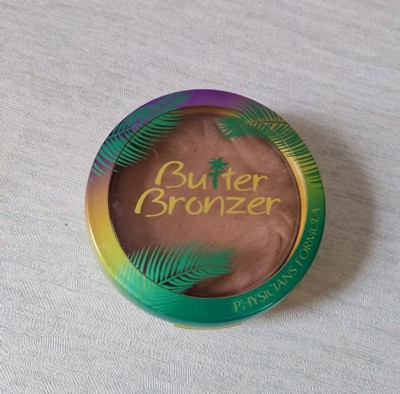 Butter
Bronzer
PHYSICIANS FORMULA